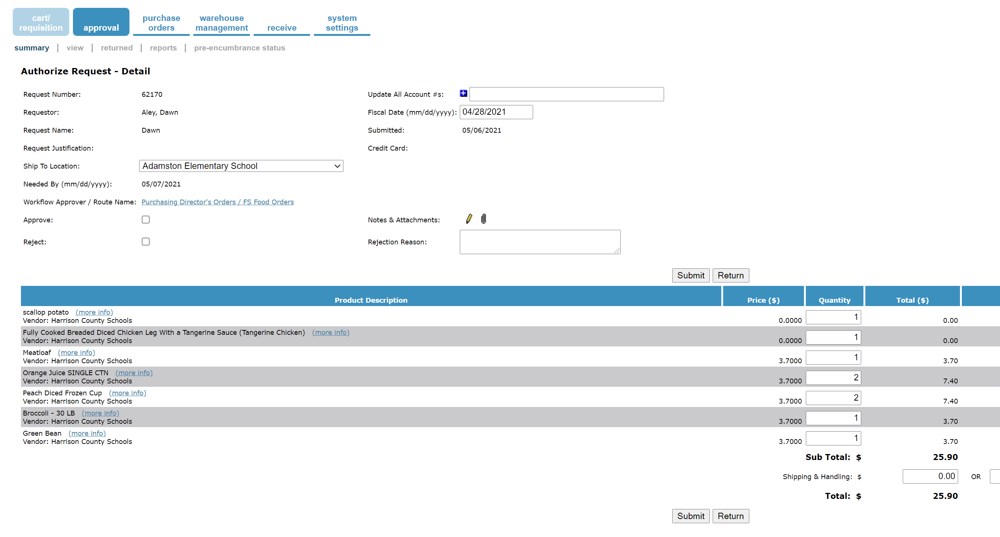 cart/
requisition
approval
purchase
orders
warehouse
management
receive
system
settings
summary | view | returned | reports | pre-encumbrance status
Authorize Request - Detail
Request Number: 62170 Update All Account #s:
Requestor: Aley, Dawn Fiscal Date (mm/dd/yyyy): 04/28/2021
Request Name: Dawn Submitted: 05/06/2021
Request Justification: Credit Card:
Ship To Location: Adamston Elementary School
Needed By (mm/dd/yyyy): 05/07/2021
Workflow Approver / Route Name: Purchasing Director's Orders / FS Food Orders
Approve: Notes & Attachments:
Reject: Rejection Reason:
Submit Return
Product Description Price ($) Quantity Total ($)
scallop potato (more info)
Vendor: Harrison County Schools 0.0000 1 0.00
Fully Cooked Breaded Diced Chicken Leg With a Tangerine Sauce (Tangerine Chicken) (more info)
Vendor: Harrison County Schools 0.0000 1 0.00
Meatloaf (more info)
Vendor: Harrison County Schools 3.7000 1 3.70
Orange Juice SINGLE CTN (more info)
Vendor: Harrison County Schools 3.7000 2 7.40
Peach Diced Frozen Cup (more info)
Vendor: Harrison County Schools 3.7000 2 7.40
Broccoli - 30 LB (more info)
Vendor: Harrison County Schools 3.7000 1 3.70
Green Bean (more info)
Vendor: Harrison County Schools 3.7000 1 3.70
Sub Total: $ 25.90
Shipping & Handling: $ 0.00 OR
Total: $ 25.90
Submit Return